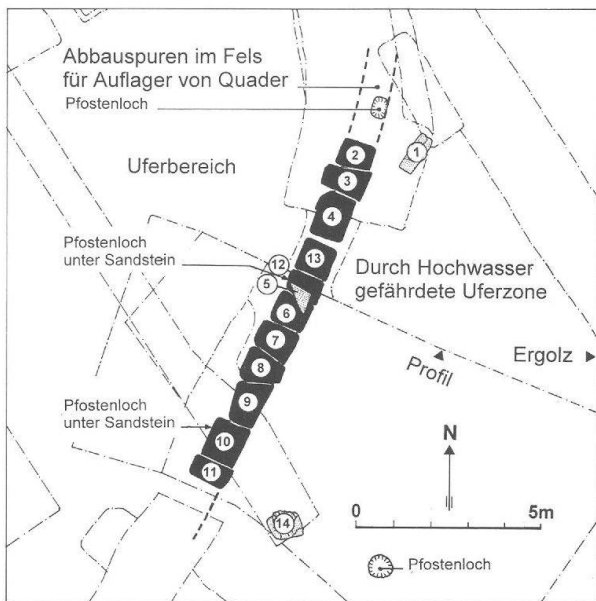 Abbauspuren im Fels
für Auflager von Quader
Pfostenloch
1
2
3
Uferbereich
4
Pfostenloch
unter Sandstein
12
13
5
Durch Hochwasser
gefährdete Uferzone
6
7
8
Profil
Ergolz
9
Pfostenloch
unter Sandstein
10
11
N
14
0
5m
Pfostenloch